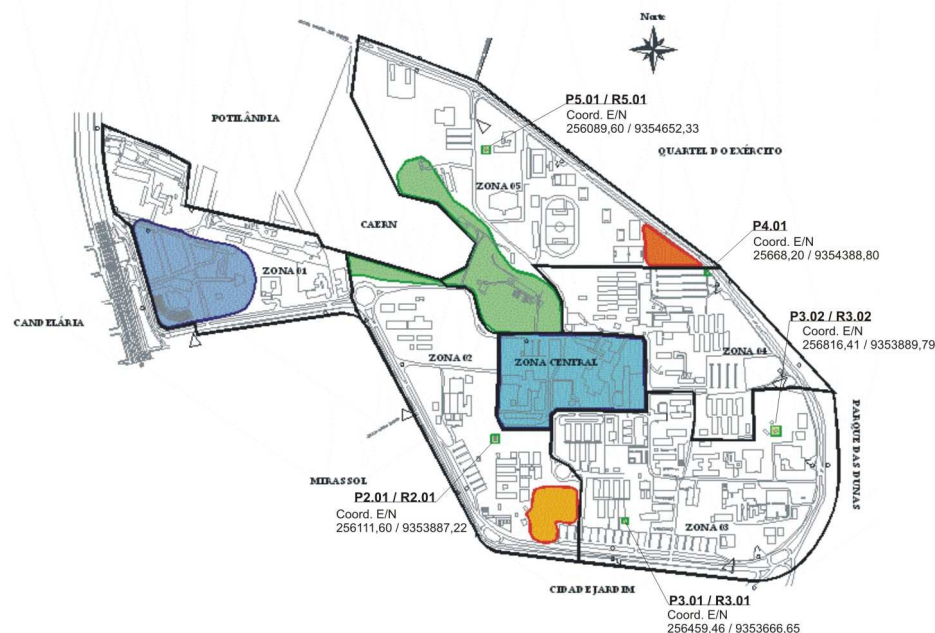 Norte
P5.01 / R5.01
Coord. E/N
256089,60 / 9354652,33
POTILÂNDIA
QUARTEL DO EXÉRCITO
ZONA 05
CAERN
P4.01
Coord. E/N
25668,20 / 9354388,80
ZONA 01
CANDELÁRIA
P3.02 / R3.02
Coord. E/N
256816,41 / 9353889,79
ZONA 02
ZONA CENTRAL
ZONA 04
PARQUE DAS DUNAS
MIRASSOL
P2.01 / R2.01
Coord. E/N
256111,60 / 9353887,22
ZONA 03
CIDADE JARDIM
P3.01 / R3.01
Coord. E/N
256459,46 / 9353666,65